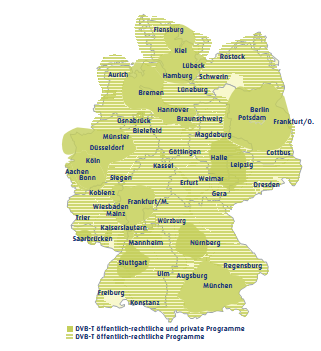 Flensburg
Kiel
Rostock
Lübeck
Aurich
Hamburg
Schwerin
Bremen
Lüneburg
Hannover
Berlin
Osnabrück
Braunschweig
Potsdam
Frankfurt/O.
Bielefeld
Münster
Magdeburg
Düsseldorf
Göttingen
Cottbus
Köln
Halle
Kassel
Leipzig
Aachen
Bonn
Siegen
Weimar
Erfurt
Dresden
Koblenz
Gera
Wiesbaden
Frankfurt/M.
Mainz
Trier
Würzburg
Kaiserslautern
Saarbrücken
Mannheim
Nürnberg
Stuttgart
Regensburg
Ulm
Augsburg
München
Freiburg
Konstanz
DVB-T öffentlich-rechtliche und private Programme
DVB-T öffentlich-rechtliche Programme